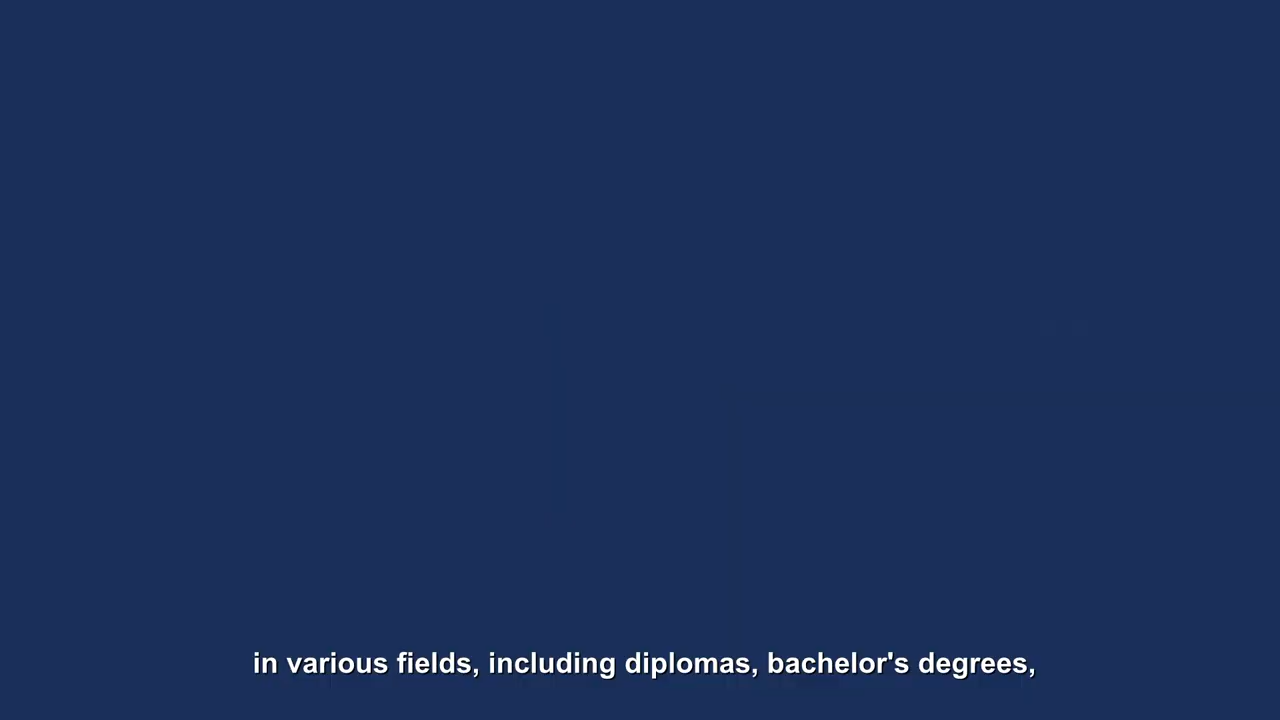 in various fields, including diplomas, bachelor's degrees,